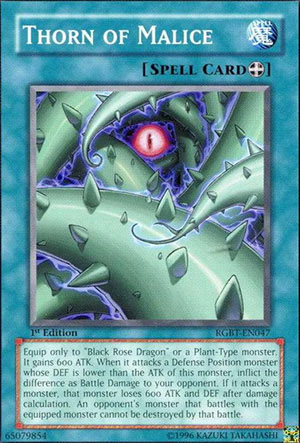 THORN OF MALICE
魔
[SPELL CARD]
1st Edition
RGBT-EN047
Equip only to "Black Rose Dragon" or a Plant-Type monster.
It gains 600 ATK. When it attacks a Defense Position monster
whose DEF is lower than the ATK of this monster, inflict the
difference as Battle Damage to your opponent. If it attacks a
monster, that monster loses 600 ATK and DEF after damage
calculation. An opponent's monster that battles with the
equipped monster cannot be destroyed by that battle.
65079854
©1996 KAZUKI TAKAHASHI